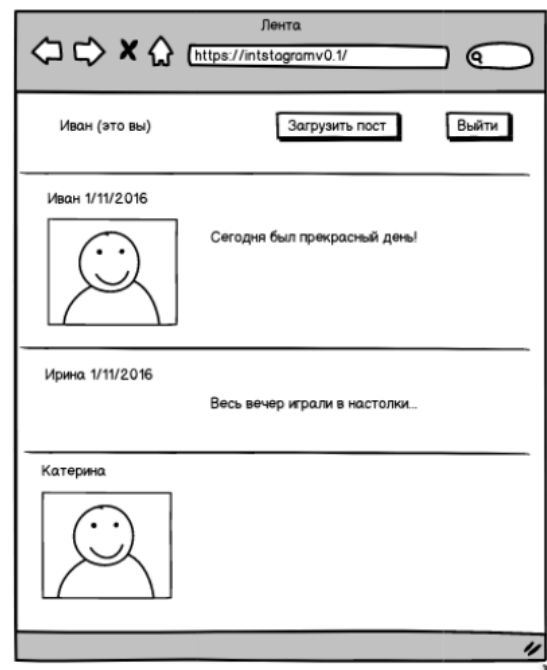 Лента
https://intstagramv0.1/
Иван (это вы)
Загрузить пост
Выйти
Иван 1/11/2016
Сегодня был прекрасный день!
Ирина 1/11/2016
Весь вечер играли в настолки...
Катерина